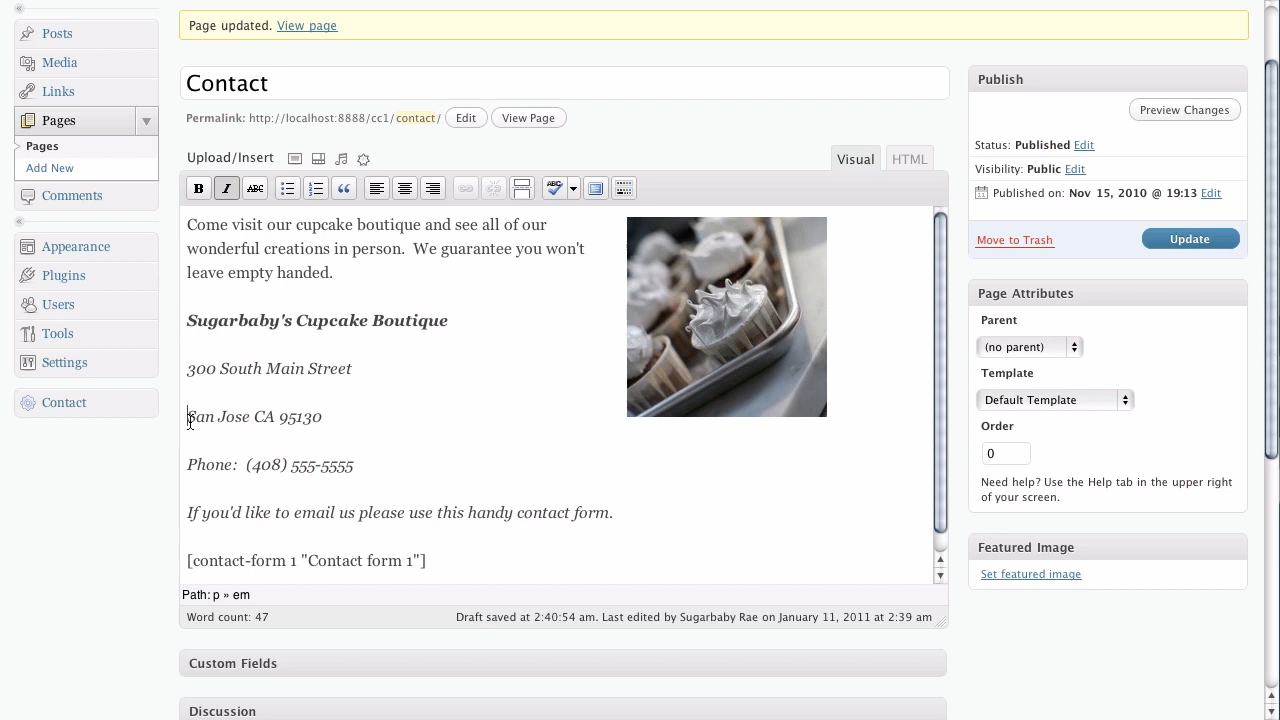 Page updated. View page
Posts
Media
Links
Pages
Pages
Add New
Comments
Appearance
Plugins
Users
Tools
Settings
Contact
Contact
Permalink: http://localhost:8888/cc1/contact/ Edit View Page
Upload/Insert
Visual HTML
B I ABC ABC
Come visit our cupcake boutique and see all of our
wonderful creations in person. We guarantee you won't
leave empty handed.
Sugarbaby's Cupcake Boutique
300 South Main Street
San Jose CA 95130
Phone: (408) 555-5555
If you'd like to email us please use this handy contact form.
[contact-form 1 "Contact form 1"]
Path: p » em
Word count: 47 Draft saved at 2:40:54 am. Last edited by Sugarbaby Rae on January 11, 2011 at 2:39 am
Custom Fields
Discussion
Publish
Preview Changes
Status: Published Edit
Visibility: Public Edit
Published on: Nov 15, 2010 @ 19:13 Edit
Move to Trash Update
Page Attributes
Parent
(no parent)
Template
Default Template
Order
0
Need help? Use the Help tab in the upper right
of your screen.
Featured Image
Set featured image